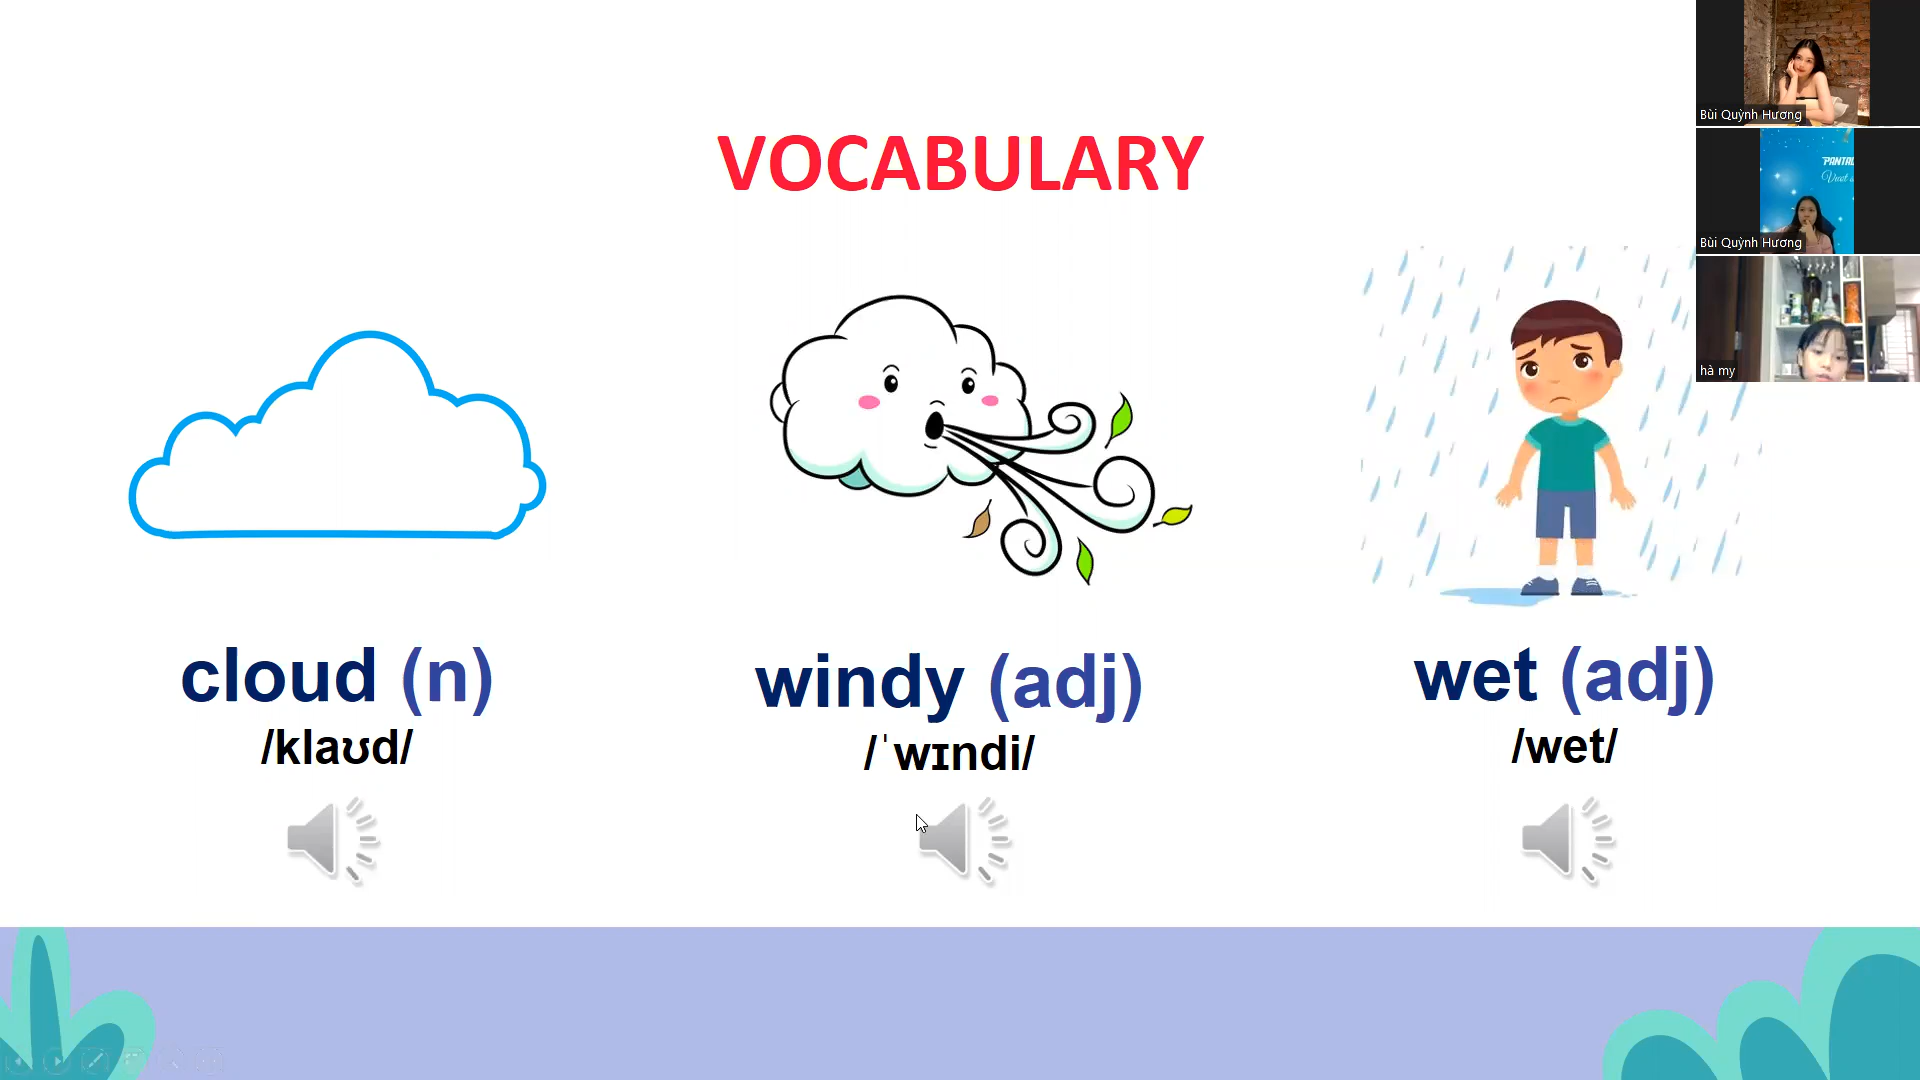 VOCABULARY
cloud (n)
/klaʊd/
windy (adj)
/ˈwɪndi/
wet (adj)
/wet/
Bùi Quỳnh Hương
Bùi Quỳnh Hương
hà my